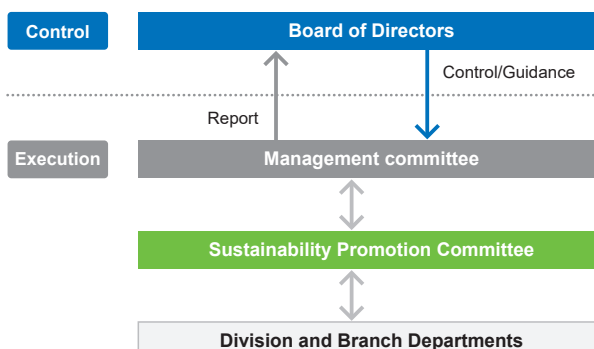 Control
Board of Directors
Control/Guidance
Report
Execution
Management committee
Sustainability Promotion Committee
Division and Branch Departments